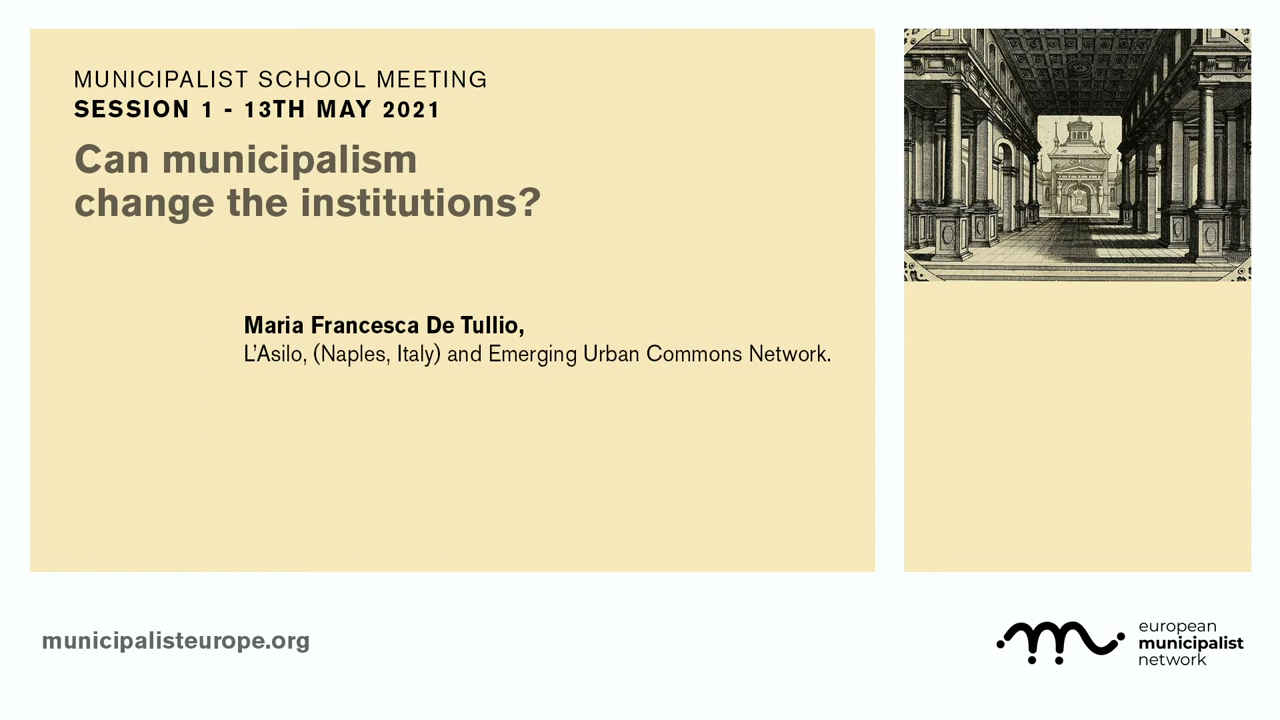 MUNICIPALIST SCHOOL MEETING
SESSION 1 - 13TH MAY 2021
Can municipalism
change the institutions?
Maria Francesca De Tullio,
L'Asilo, (Naples, Italy) and Emerging Urban Commons Network.
municipalisteurope.org
european
municipalist
network